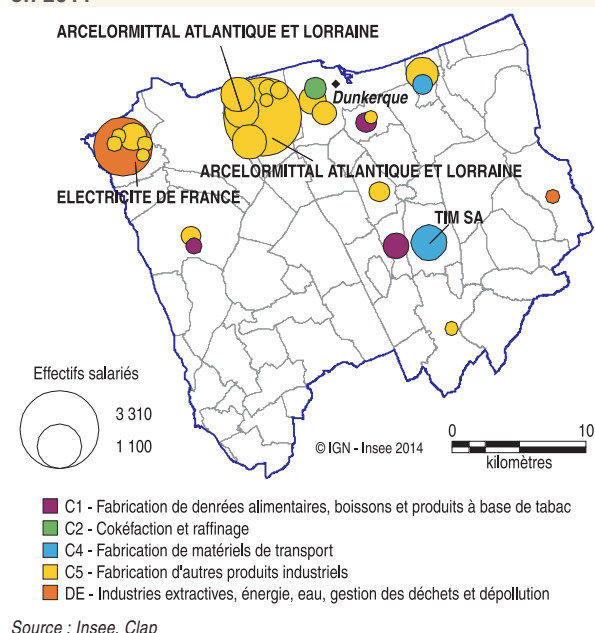 ARCELORMITTAL ATLANTIQUE ET LORRAINE
Dunkerque
ARCELORMITTAL ATLANTIQUE ET LORRAINE
ELECTRICITE DE FRANCE
TIM SA
Effectifs salariés
3 310
1 100
© IGN - Insee 2014
0 10
kilomètres
C1 - Fabrication de denrées alimentaires, boissons et produits à base de tabac
C2 - Cokéfaction et raffinage
C4 - Fabrication de matériels de transport
C5 - Fabrication d'autres produits industriels
DE - Industries extractives, énergie, eau, gestion des déchets et dépollution
Source : Insee, Clap